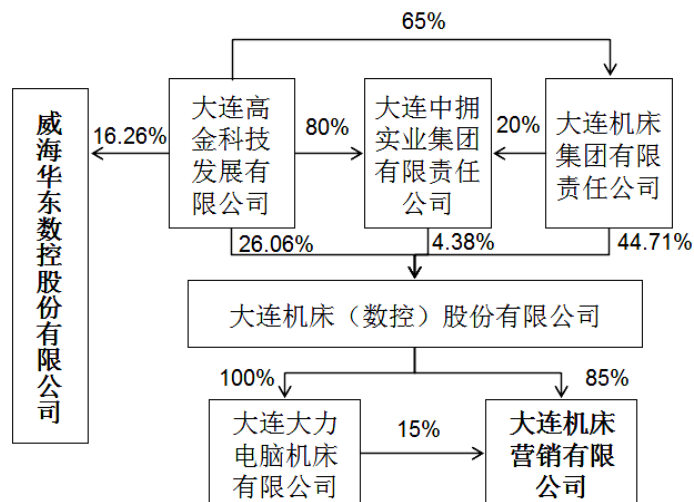 65%
威海华东数控股份有限公司
16.26%
大连高
金科技
发展有
限公司
80%
大连中拥
实业集团
有限责任
公司
20%
大连机床
集团有限
责任公司
26.06%
4.38%
44.71%
大连机床（数控）股份有限公司
100%
85%
大连大力
电脑机床
有限公司
15%
大连机床
营销有限
公司